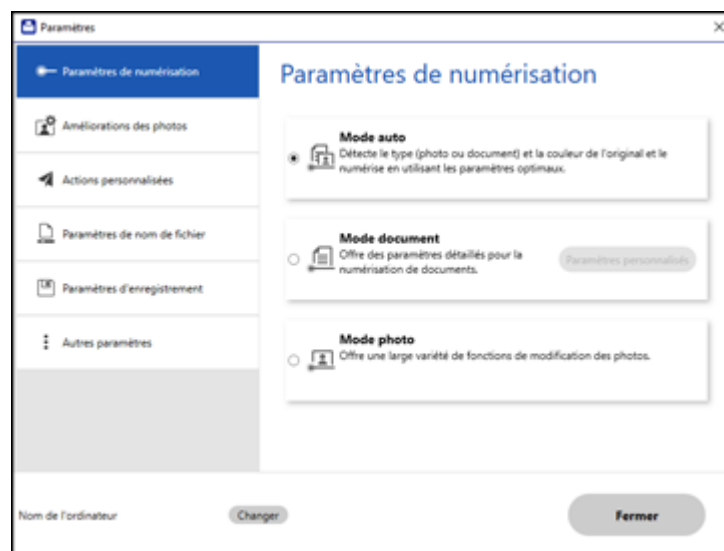 Paramètres
Paramètres de numérisation
Améliorations des photos
Actions personnalisées
Paramètres de nom de fichier
Paramètres d'enregistrement
Autres paramètres
Paramètres de numérisation
Mode auto
Détecte le type (photo ou document) et la couleur de l'original et le
numérise en utilisant les paramètres optimaux.
Mode document
Offre des paramètres détaillés pour la
numérisation de documents.
Paramètres personnalisés
Mode photo
Offre une large variété de fonctions de modification des photos.
Nom de l'ordinateur
Changer
Fermer